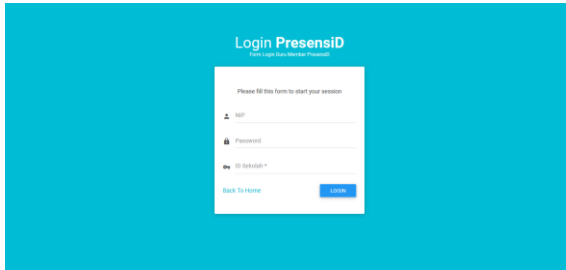 Login PresensiD
Form Login Guru Member PresensiD
Please fill this form to start your session
NIP
Password
ID Sekolah *
Back To Home
LOGIN